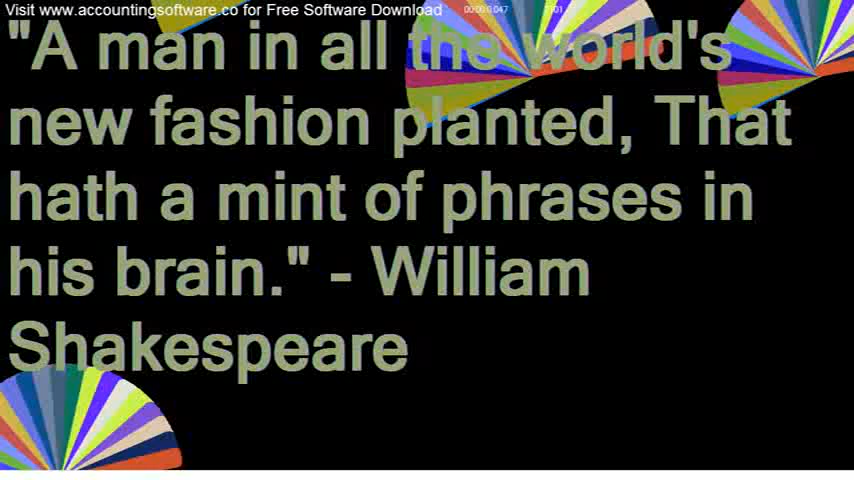 Visit www.accountingsoftware.co for Free Software Download
"A man in all the world's
new fashion planted, That
hath a mint of phrases in
his brain." - William
Shakespeare